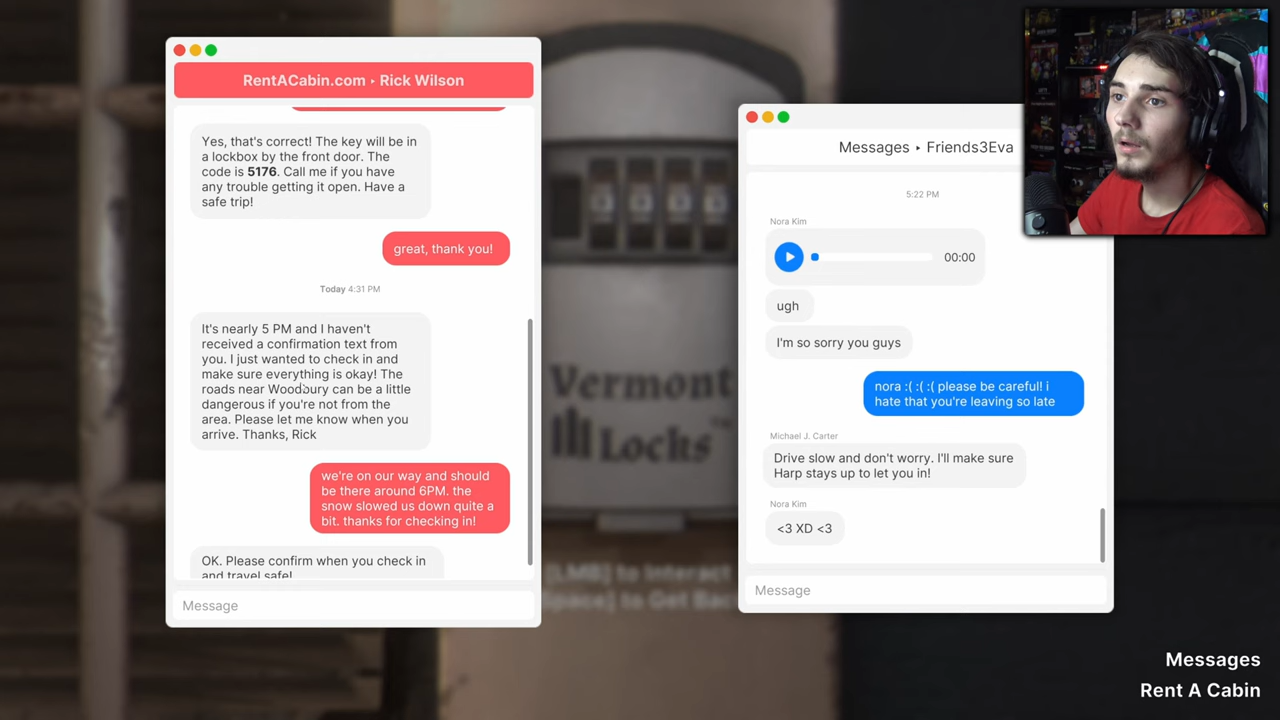 RentACabin.com ‣ Rick Wilson
Yes, that's correct! The key will be in
a lockbox by the front door. The
code is 5176. Call me if you have
any trouble getting it open. Have a
safe trip!
great, thank you!
Today 4:31 PM
It's nearly 5 PM and I haven't
received a confirmation text from
you. I just wanted to check in and
make sure everything is okay! The
roads near Woodbury can be a little
dangerous if you're not from the
area. Please let me know when you
arrive. Thanks, Rick
we're on our way and should
be there around 6PM. the
snow slowed us down quite a
bit. thanks for checking in!
OK. Please confirm when you check in
and travel safe!
Message
Vermont
Locks™
[LMB] to Interact
Space] to Get Bac
Messages ‣ Friends3Eva
5:22 PM
Nora Kim
00:00
ugh
I'm so sorry you guys
nora :( :( :( please be careful! i
hate that you're leaving so late
Michael J. Carter
Drive slow and don't worry. I'll make sure
Harp stays up to let you in!
Nora Kim
<3 XD <3
Message
Messages
Rent A Cabin